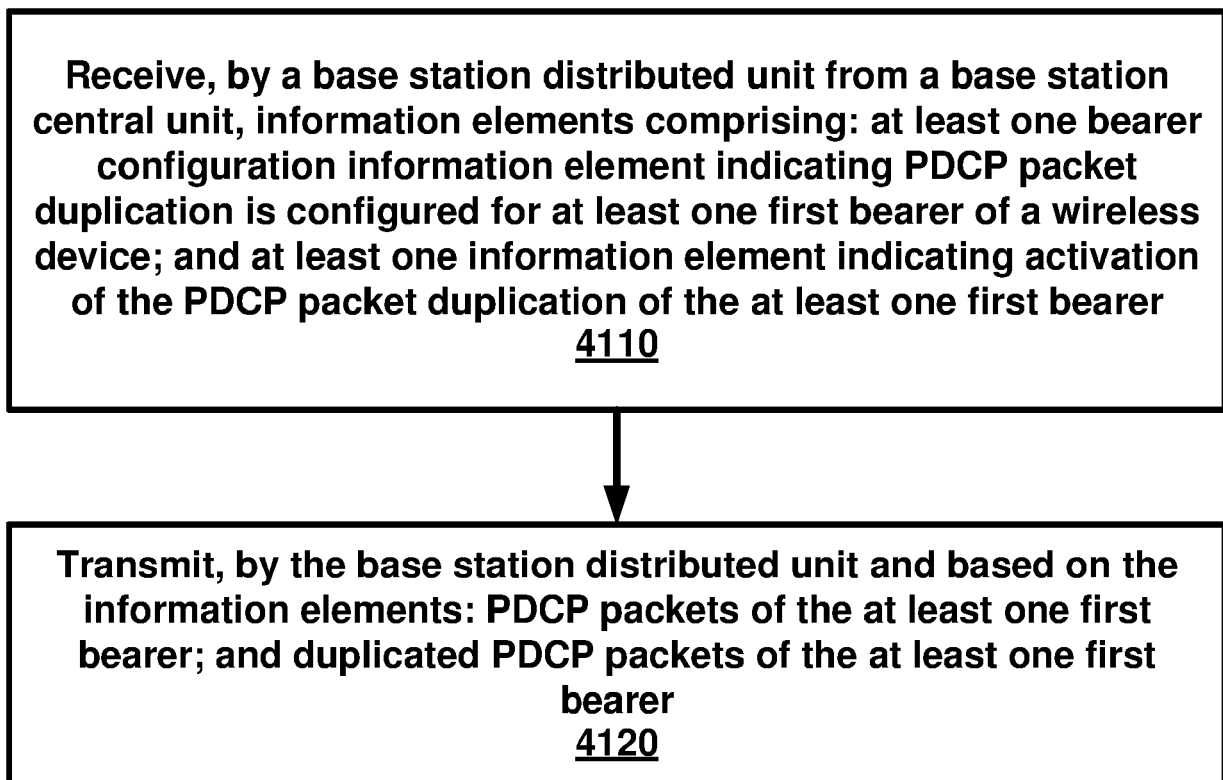 Receive, by a base station distributed unit from a base station
central unit, information elements comprising: at least one bearer
configuration information element indicating PDCP packet
duplication is configured for at least one first bearer of a wireless
device; and at least one information element indicating activation
of the PDCP packet duplication of the at least one first bearer
4110
Transmit, by the base station distributed unit and based on the
information elements: PDCP packets of the at least one first
bearer; and duplicated PDCP packets of the at least one first
bearer
4120